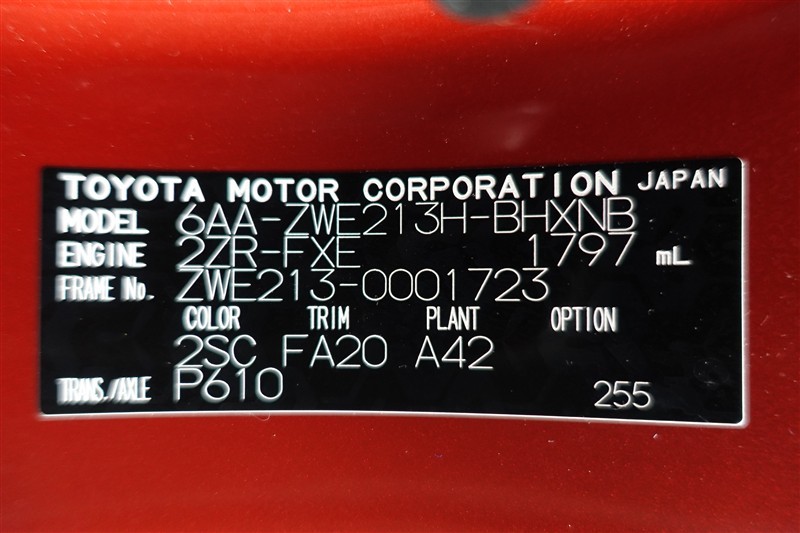 TOYOTA MOTOR CORPORATION JAPAN
MODEL 6AA-ZWE213H-BHXNB
ENGINE 2ZR-FXE 1797 mL
FRAME No. ZWE213-0001723
COLOR TRIM PLANT OPTION
2SC FA20 A42
TRANS./AXLE P610 255